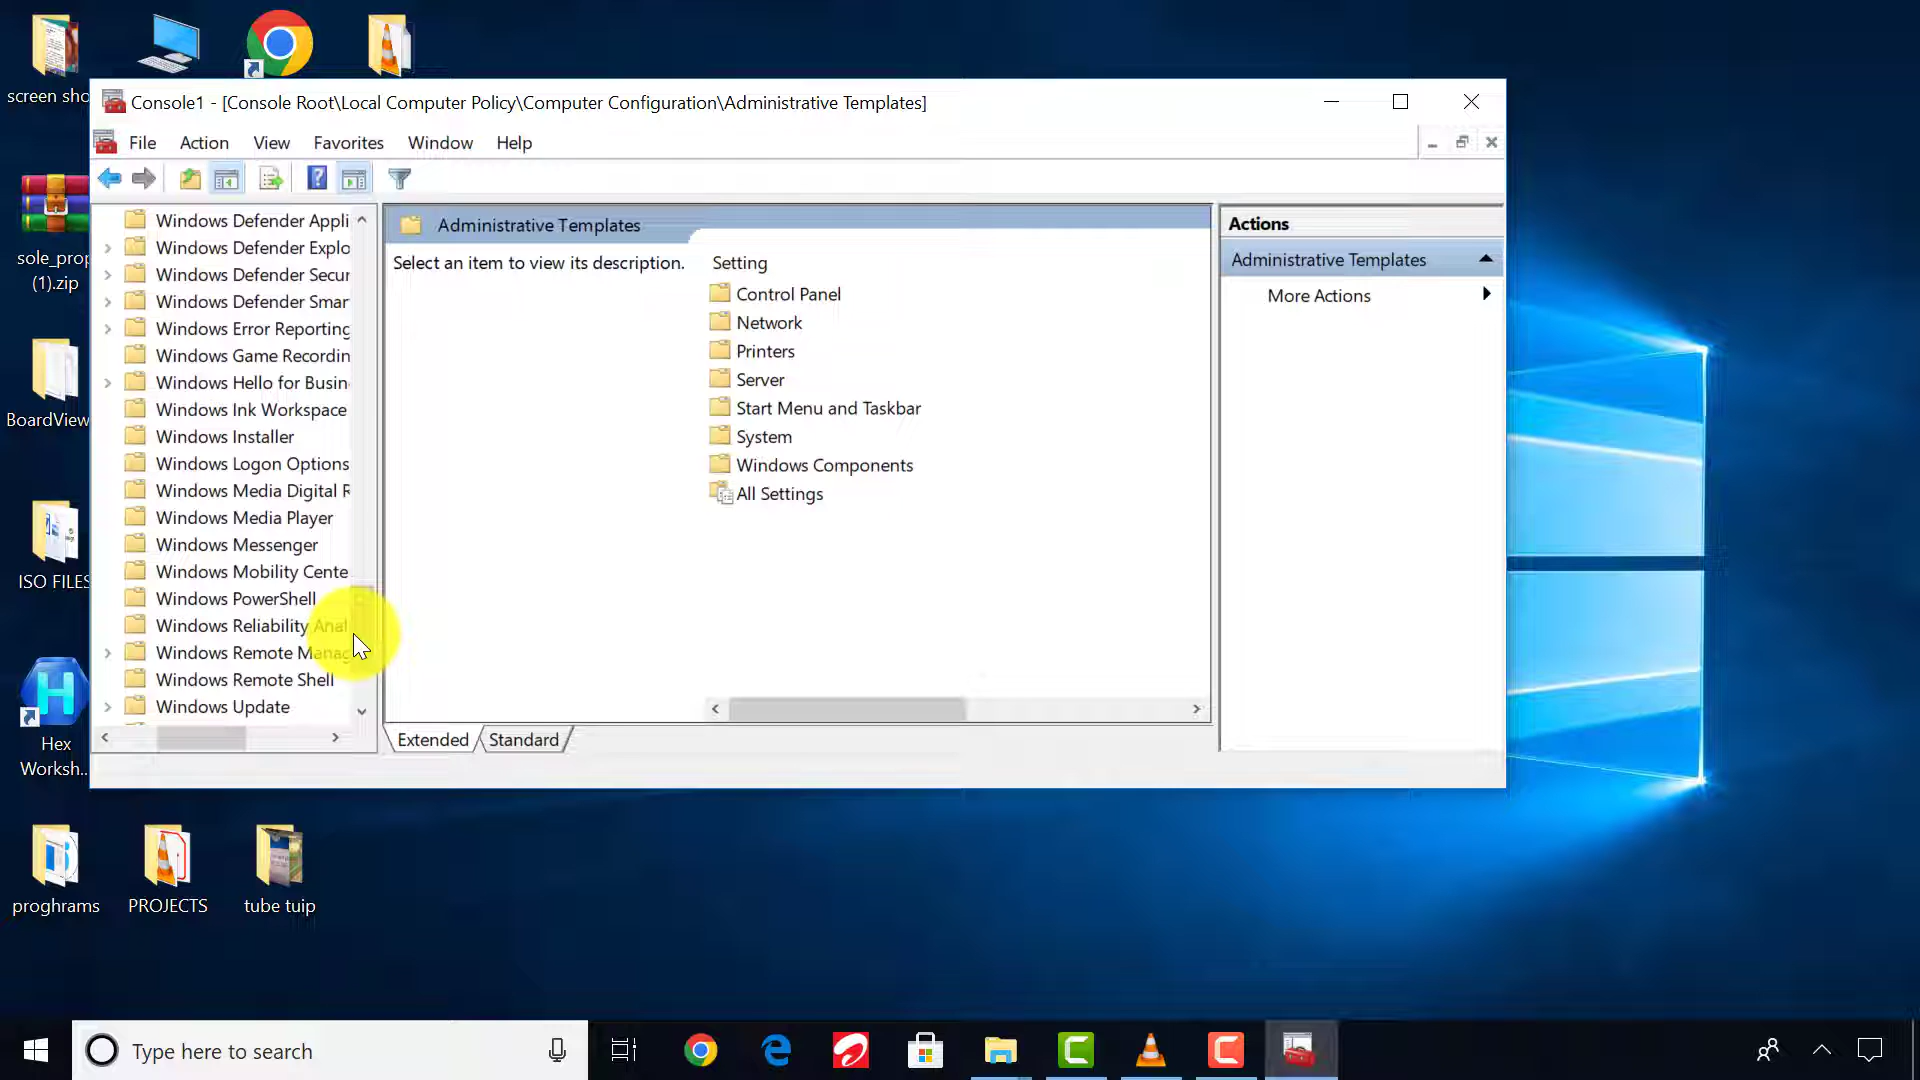 screen sho
Console1 - [Console Root\Local Computer Policy\Computer Configuration\Administrative Templates]
File Action View Favorites Window Help
Windows Defender Appli
Windows Defender Explo
Windows Defender Secur
Windows Defender Smar
Windows Error Reporting
Windows Game Recordin
Windows Hello for Busin
Windows Ink Workspace
Windows Installer
Windows Logon Options
Windows Media Digital R
Windows Media Player
Windows Messenger
Windows Mobility Cente
Windows PowerShell
Windows Reliability Anal
Windows Remote Manag
Windows Remote Shell
Windows Update
Administrative Templates
Select an item to view its description.
Setting
Control Panel
Network
Printers
Server
Start Menu and Taskbar
System
Windows Components
All Settings
Extended Standard
Actions
Administrative Templates
More Actions
sole_prop
(1).zip
BoardView
ISO FILES
Hex
Worksh...
proghrams
PROJECTS
tube tuip
Type here to search